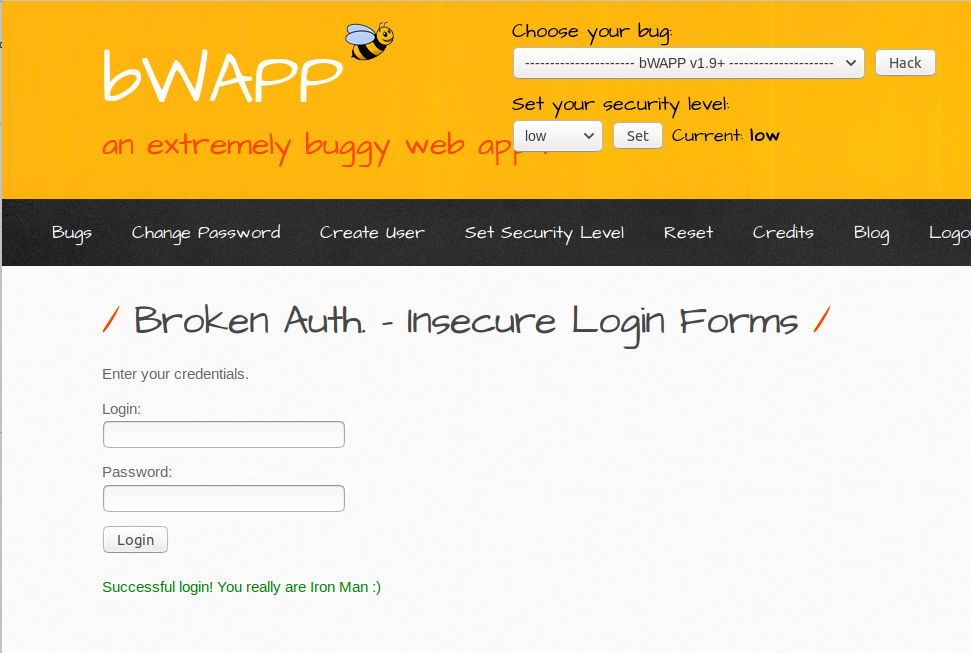 bWAPP
an extremely buggy web app !
Choose your bug:
---------------------- bWAPP v1.9+ ---------------------
Hack
Set your security level:
low
Set
Current: low
Bugs
Change Password
Create User
Set Security Level
Reset
Credits
Blog
Logo
/ Broken Auth. - Insecure Login Forms /
Enter your credentials.
Login:
Password:
Login
Successful login! You really are Iron Man :)